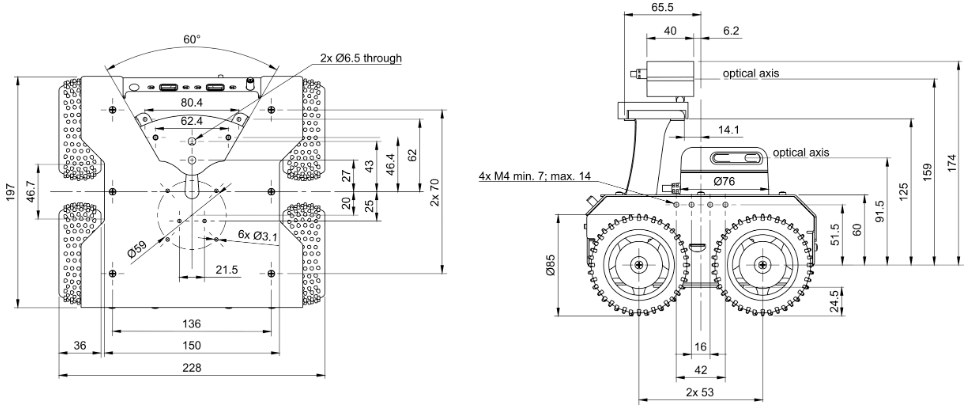 60°
2x Ø6.5 through
80.4
62.4
46.4
43
62
27
20
25
2x 70
197
46.7
Ø59
6x Ø3.1
21.5
136
36
150
228
65.5
40
6.2
optical axis
14.1
optical axis
4x M4 min. 7; max. 14
Ø76
174
159
125
91.5
60
51.5
Ø85
24.5
16
42
2x 53